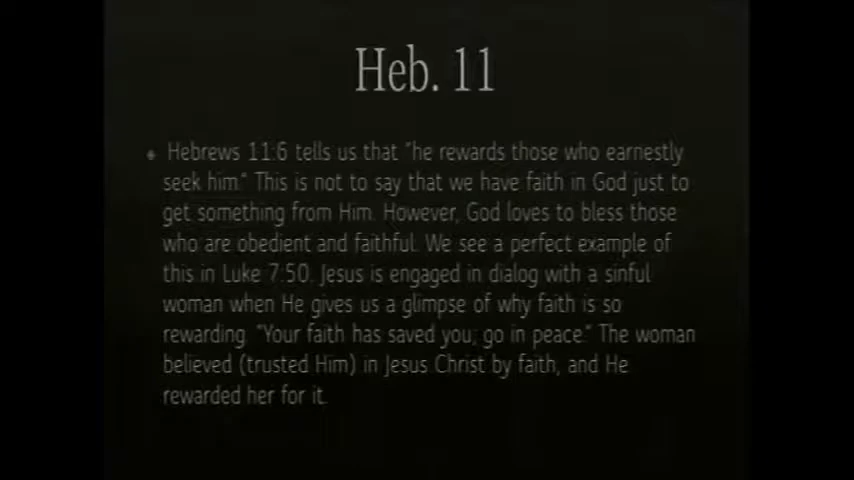 Heb. 11
Hebrews 11:6 tells us that "he rewards those who earnestly
seek him." This is not to say that we have faith in God just to
get something from Him. However, God loves to bless those
who are obedient and faithful. We see a perfect example of
this in Luke 7:50. Jesus is engaged in dialog with a sinful
woman when He gives us a glimpse of why faith is so
rewarding. "Your faith has saved you; go in peace." The woman
believed (trusted Him) in Jesus Christ by faith, and He
rewarded her for it.